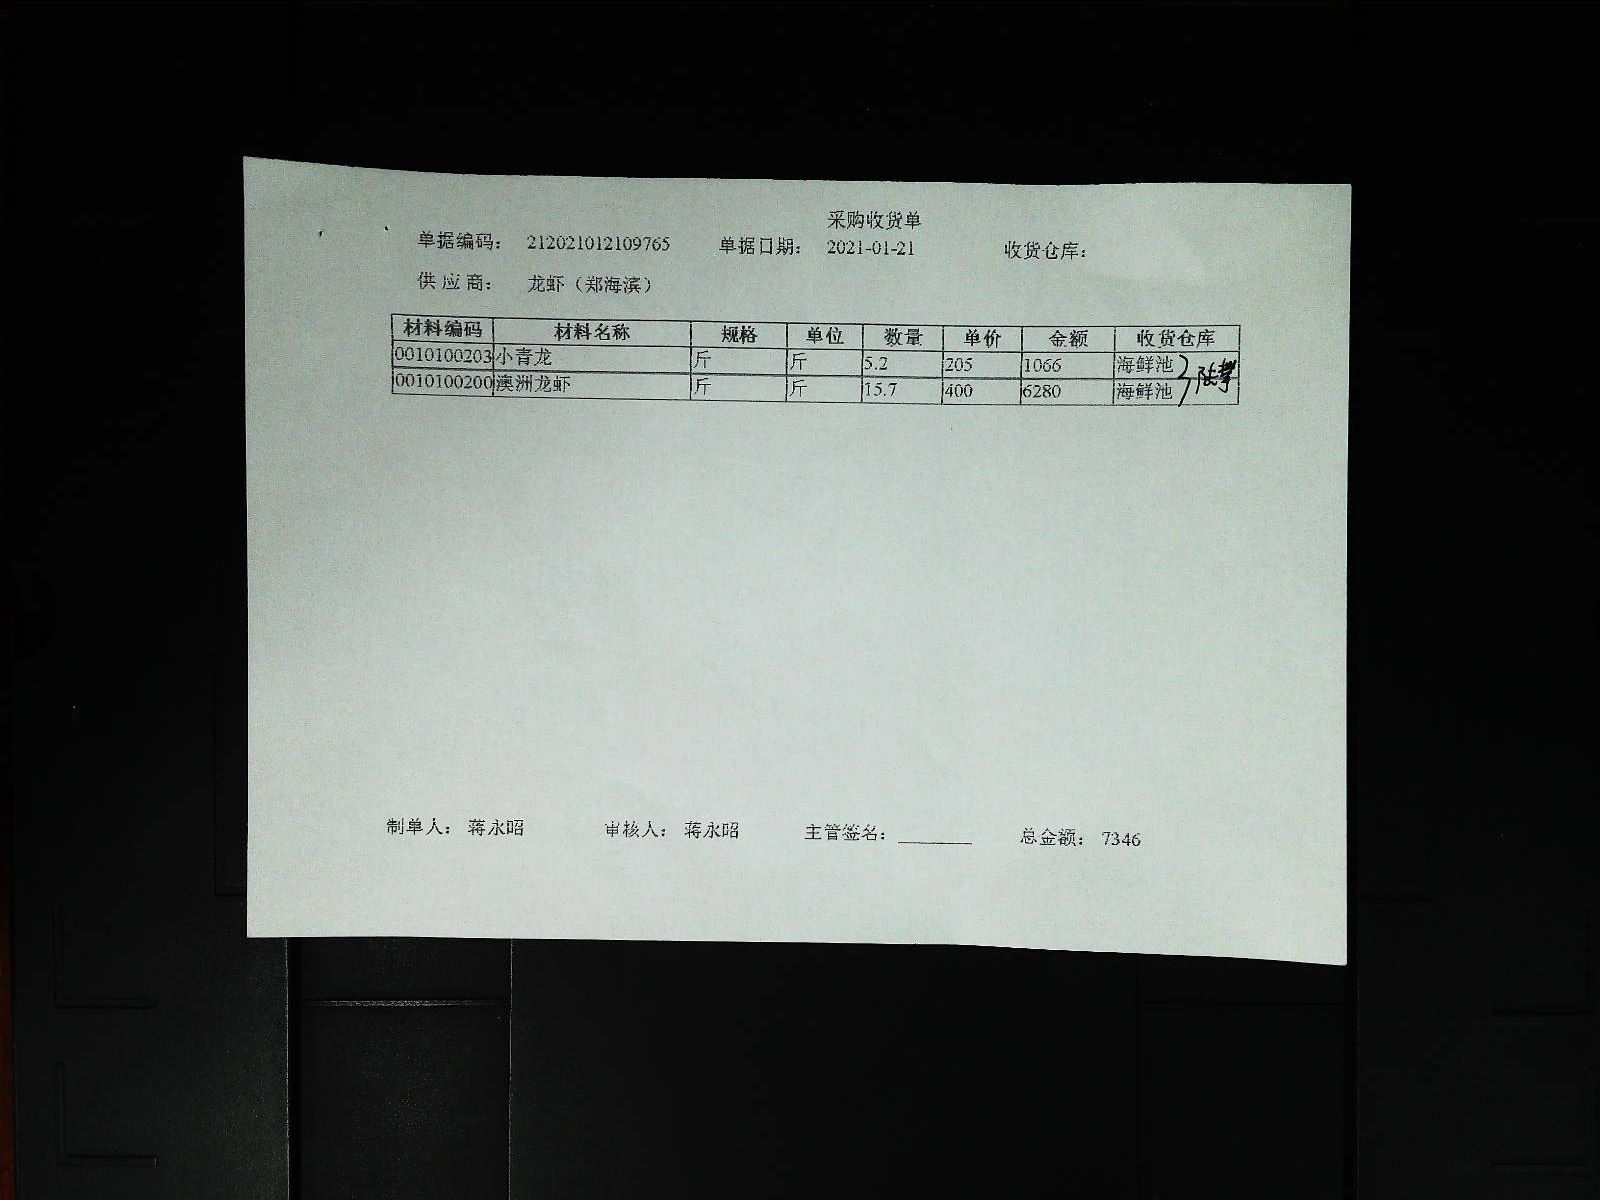 采购收货单
单据编码： 212021012109765 单据日期： 2021-01-21 收货仓库：
供 应 商： 龙虾（郑海滨）
材料编码 材料名称 规格 单位 数量 单价 金额 收货仓库
0010100203 小青龙 斤 斤 5.2 205 1066 海鲜池
0010100200 澳洲龙虾 斤 斤 15.7 400 6280 海鲜池
制单人： 蒋永昭 审核人： 蒋永昭 主管签名： 总金额： 7346